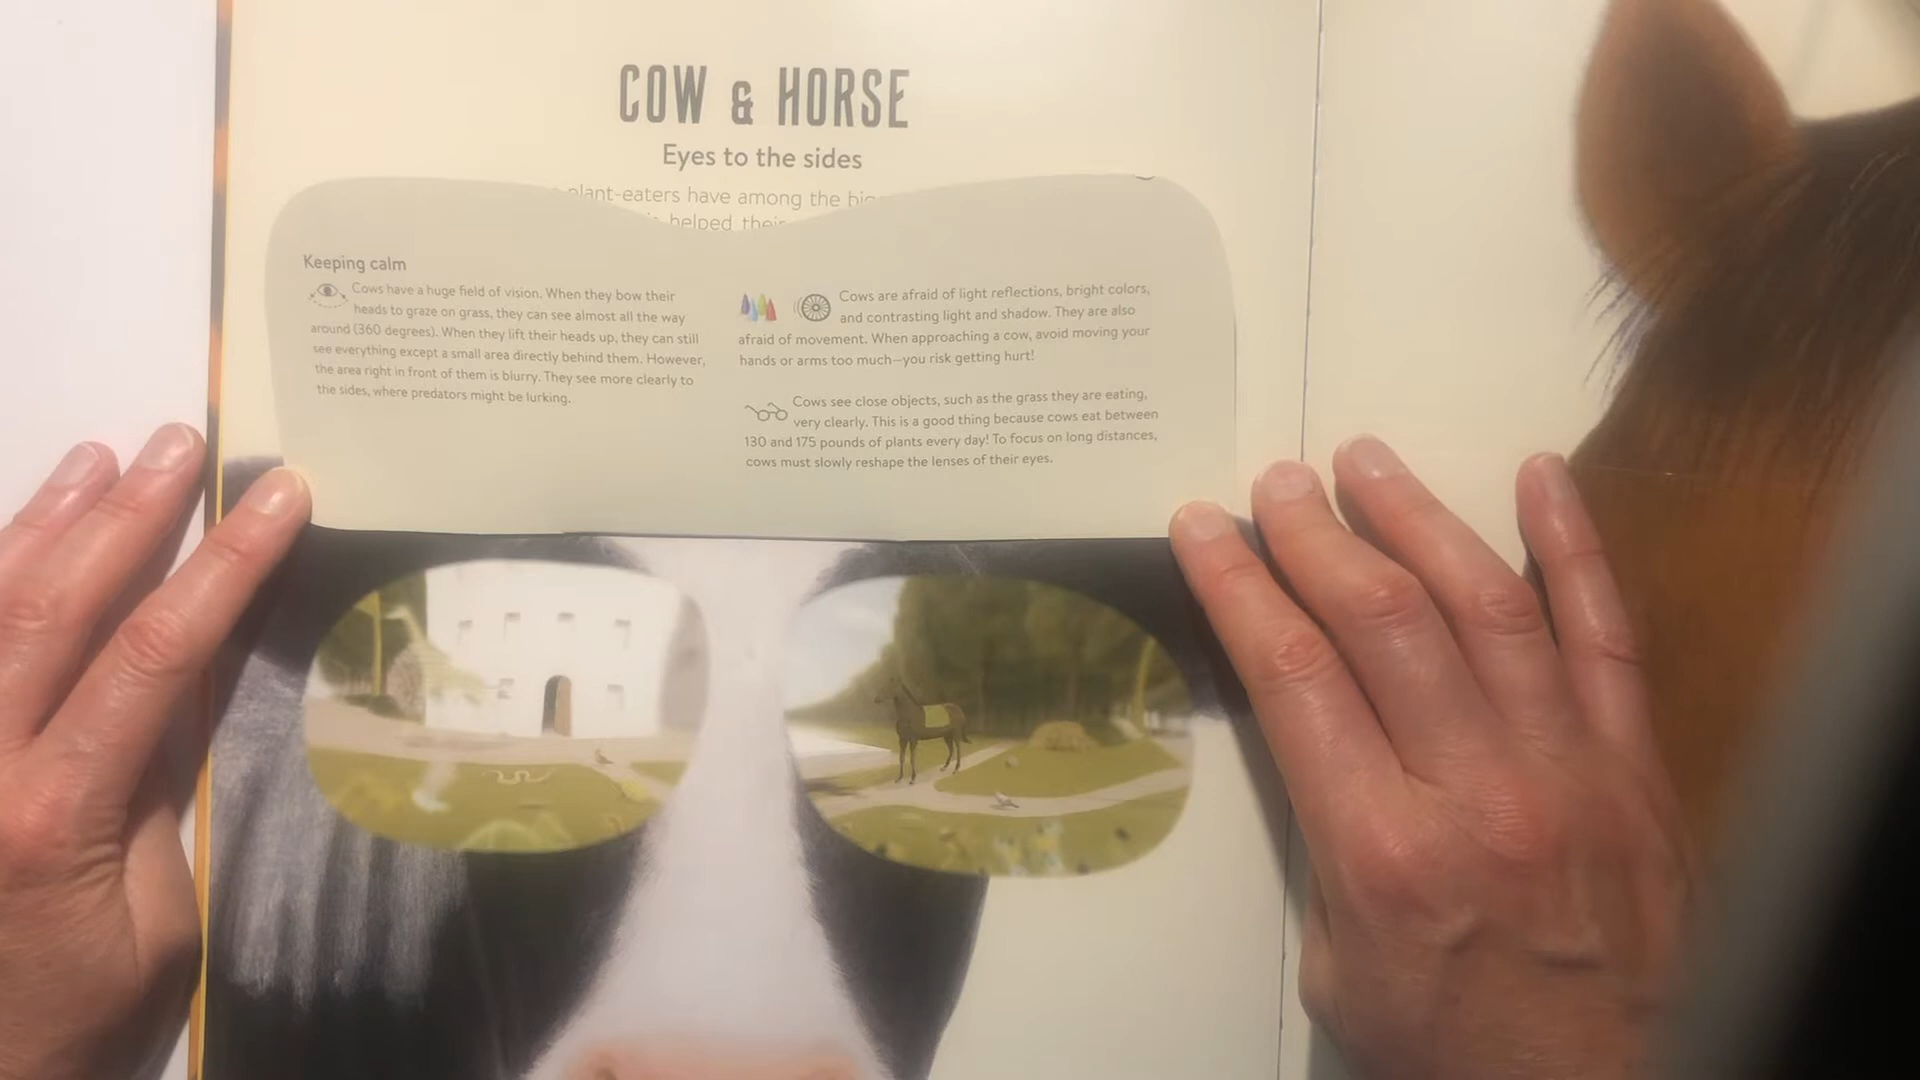 COW & HORSE
Eyes to the sides
plant-eaters have among the
helped
Keeping calm
Cows have a huge field of vision. When they bow their
heads to graze on grass, they can see almost all the way
around (360 degrees). When they lift their heads up, they can still
see everything except a small area directly behind them. However,
the area right in front of them is blurry. They see more clearly to
the sides, where predators might be lurking.
Cows are afraid of light reflections, bright colors,
and contrasting light and shadow. They are also
afraid of movement. When approaching a cow, avoid moving your
hands or arms too much—you risk getting hurt!
Cows see close objects, such as the grass they are eating,
very clearly. This is a good thing because cows eat between
130 and 175 pounds of plants every day! To focus on long distances,
cows must slowly reshape the lenses of their eyes.